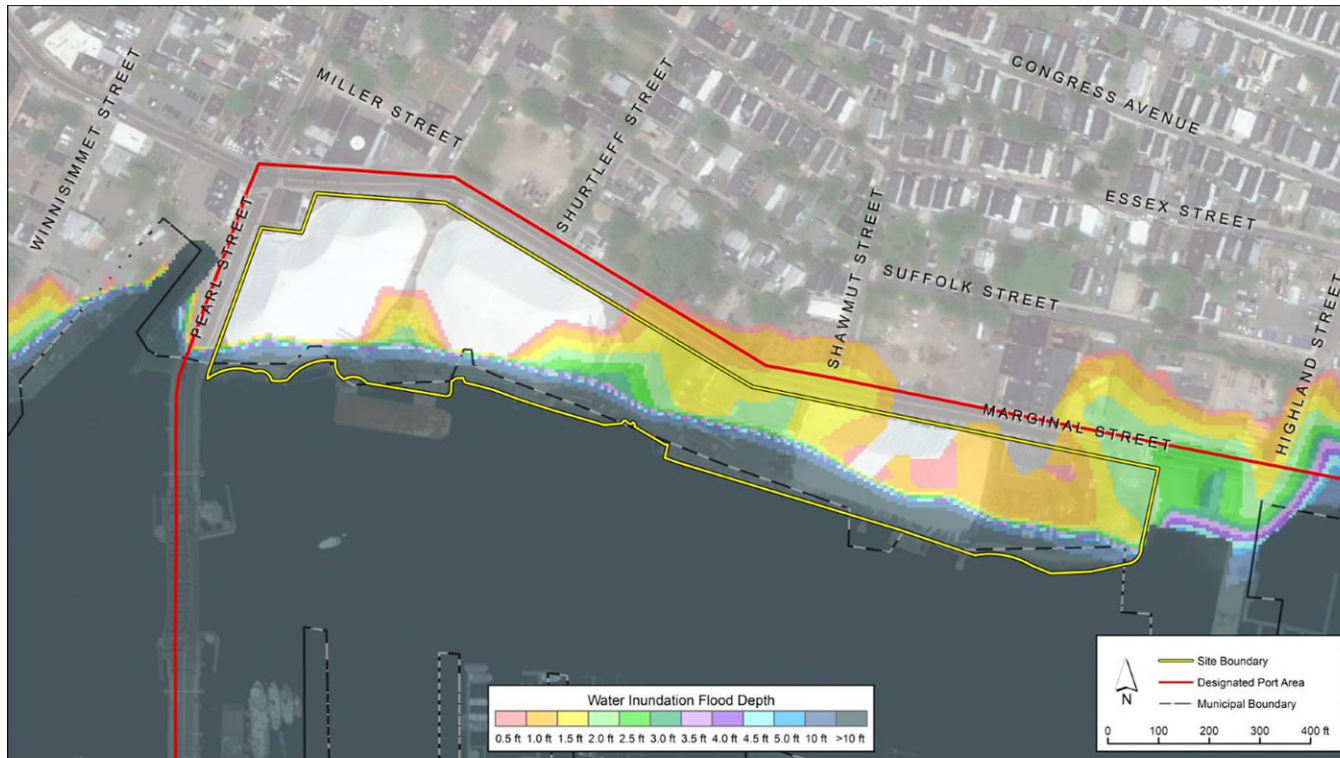 WINNISIMMET STREET
MILLER STREET
SHURTLEFF STREET
CONGRESS AVENUE
ESSEX STREET
PEARL STREET
SHAWMUT STREET
SUFFOLK STREET
HIGHLAND STREET
MARGINAL STREET
Water Inundation Flood Depth
0.5 ft 1.0 ft 1.5 ft 2.0 ft 2.5 ft 3.0 ft 3.5 ft 4.0 ft 4.5 ft 5.0 ft 10 ft >10 ft
N
Site Boundary
Designated Port Area
Municipal Boundary
0 100 200 300 400 ft